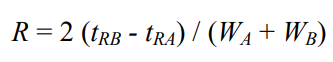 R = 2 (tRB - tRA) / (WA + WB)